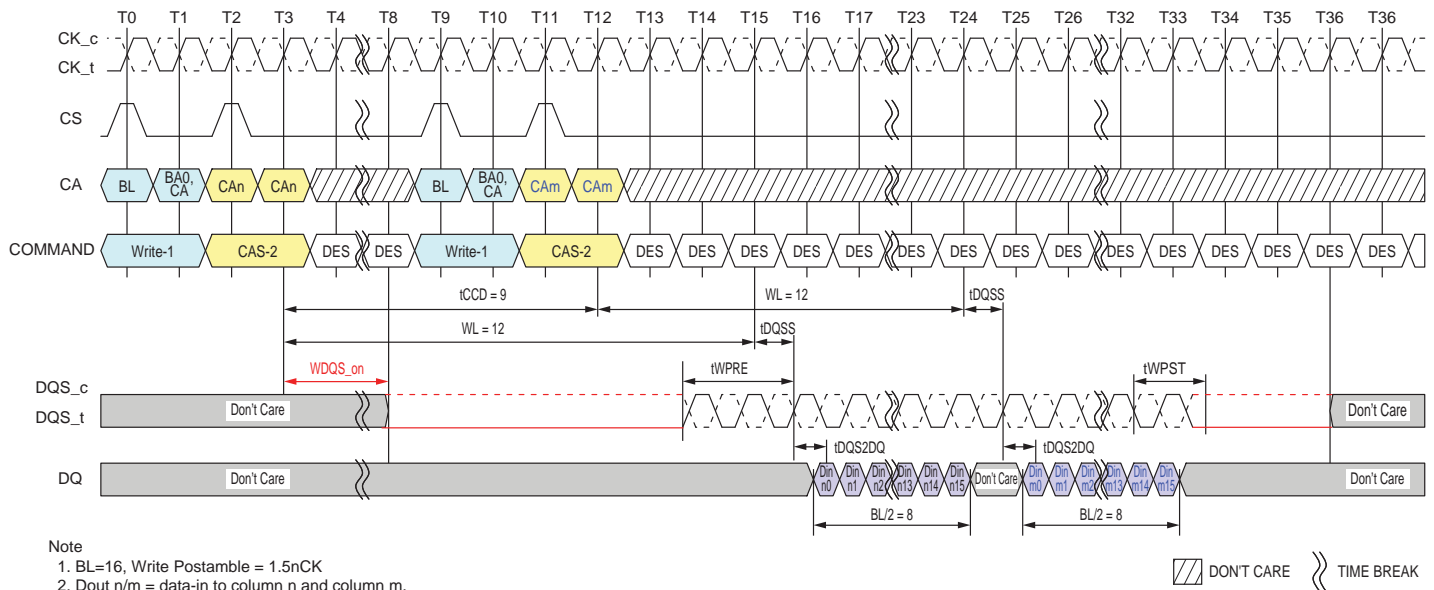 T0 T1 T2 T3 T4 T8 T9 T10 T11 T12 T13 T14 T15 T16 T17 T23 T24 T25 T26 T32 T33 T34 T35 T36 T36
CK_c
CK_t
CS
CA BL BA0, CA CAn CAn BL BA0, CA CAm CAm
COMMAND Write-1 CAS-2 DES DES Write-1 CAS-2 DES DES DES DES DES DES DES DES DES DES DES DES DES DES DES
tCCD = 9 WL = 12 tDQSS
WL = 12 tDQSS
WDQS_on tWPRE tWPST
DQS_c
DQS_t Don't Care Don't Care
tDQS2DQ tDQS2DQ
DQ Don't Care Din n0 Din n1 Din n2 Din n13 Din n14 Din n15 Don't Care Din m0 Din m1 Din m2 Din m13 Din m14 Din m15 Don't Care
BL/2 = 8 BL/2 = 8
Note
1. BL=16, Write Postamble = 1.5nCK
2. Dout n/m = data-in to column n and column m.
DON'T CARE TIME BREAK